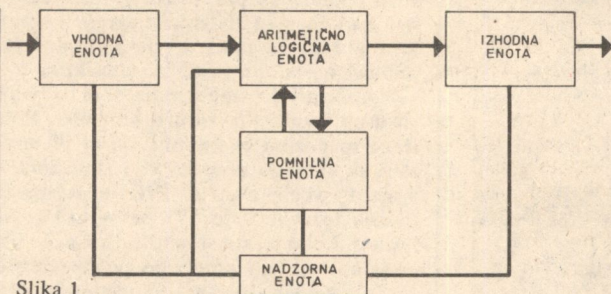 VHODNA
ENOTA
ARITMETIČNO
LOGIČNA
ENOTA
IZHODNA
ENOTA
POMNILNA
ENOTA
NADZORNA
ENOTA
Slika 1